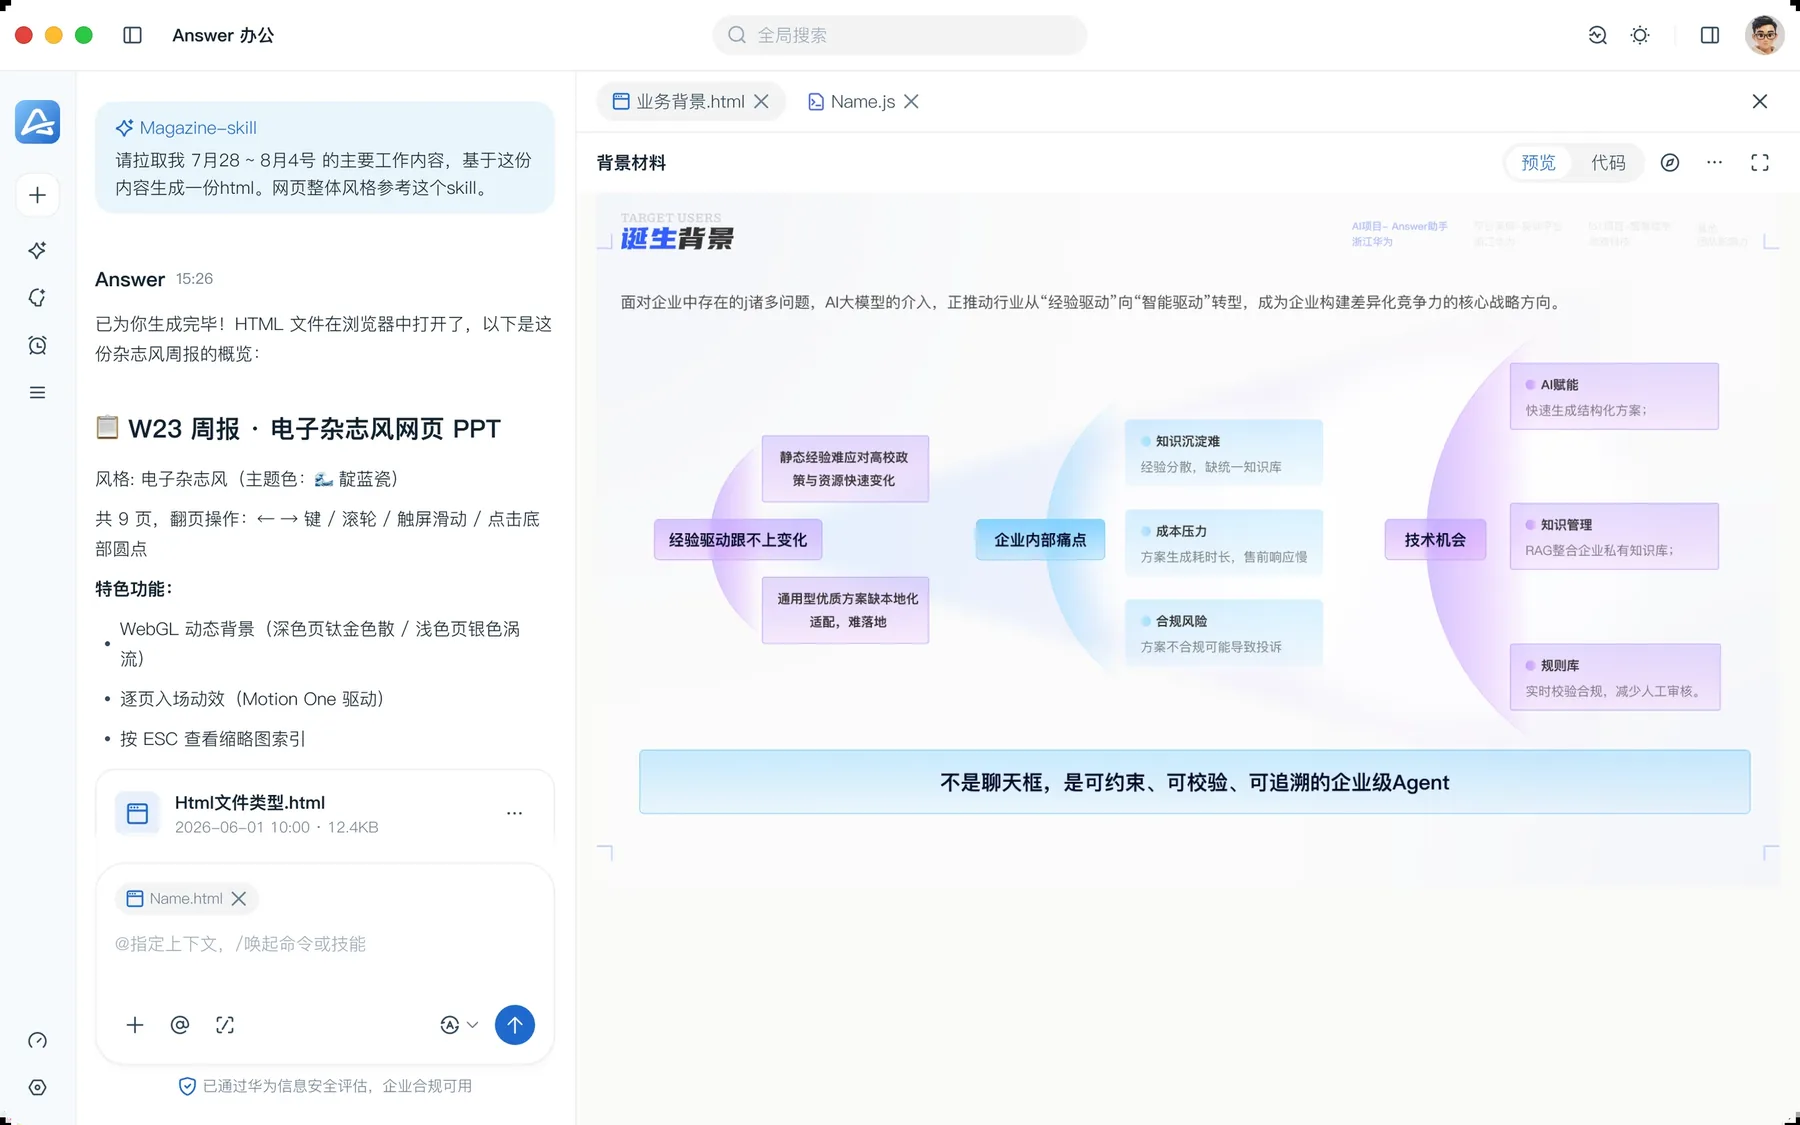 Answer 办公
全局搜索
Magazine-skill
请拉取我 7月28 ~ 8月4号 的主要工作内容，基于这份
内容生成一份html。网页整体风格参考这个skill。
Answer 15:26
已为你生成完毕！HTML 文件在浏览器中打开了，以下是这
份杂志风周报的概览：
W23 周报 · 电子杂志风网页 PPT
风格: 电子杂志风（主题色：🌊 靛蓝瓷）
共 9 页，翻页操作：← → 键 / 滚轮 / 触屏滑动 / 点击底
部圆点
特色功能：
• WebGL 动态背景（深色页钛金色散 / 浅色页银色涡
流）
• 逐页入场动效（Motion One 驱动）
• 按 ESC 查看缩略图索引
Html文件类型.html
2026-06-01 10:00 · 12.4KB
Name.html
@指定上下文，/唤起命令或技能
已通过华为信息安全评估，企业合规可用
业务背景.html
Name.js
背景材料
预览
代码
TARGET USERS
诞生背景
AI项目- Answer助手
浙江华为
面对企业中存在的j诸多问题，AI大模型的介入，正推动行业从“经验驱动”向“智能驱动”转型，成为企业构建差异化竞争力的核心战略方向。
静态经验难应对高校政
策与资源快速变化
经验驱动跟不上变化
通用型优质方案缺本地化
适配，难落地
企业内部痛点
知识沉淀难
经验分散，缺统一知识库
成本压力
方案生成耗时长，售前响应慢
合规风险
方案不合规可能导致投诉
技术机会
AI赋能
快速生成结构化方案；
知识管理
RAG整合企业私有知识库；
规则库
实时校验合规，减少人工审核。
不是聊天框，是可约束、可校验、可追溯的企业级Agent